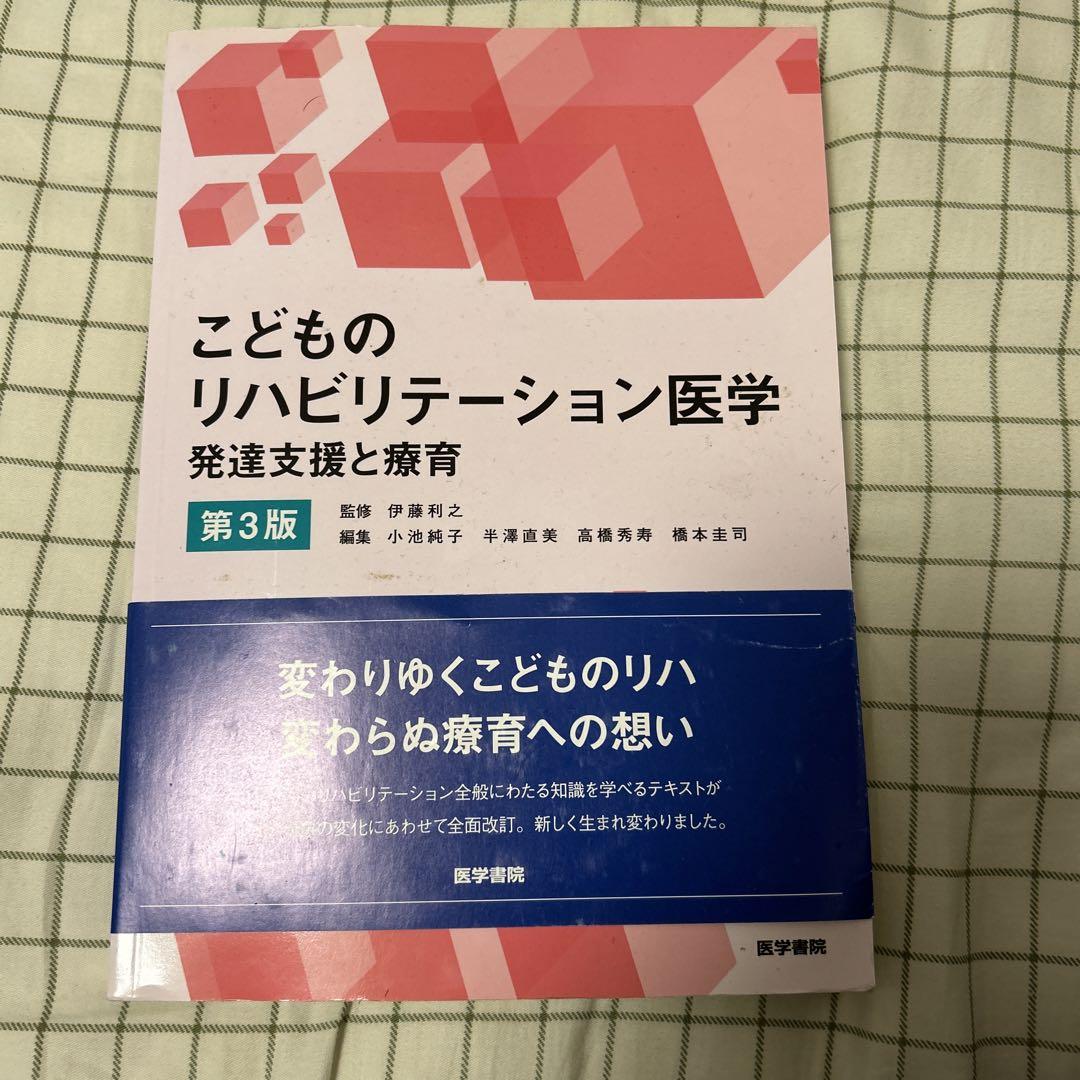 こどもの
リハビリテーション医学
発達支援と療育
第3版
監修 伊藤利之
編集 小池純子 半澤直美 高橋秀寿 橋本圭司
変わりゆくこどものリハ
変わらぬ療育への想い
リハビリテーション全般にわたる知識を学べるテキストが
の変化にあわせて全面改訂。新しく生まれ変わりました。
医学書院
医学書院